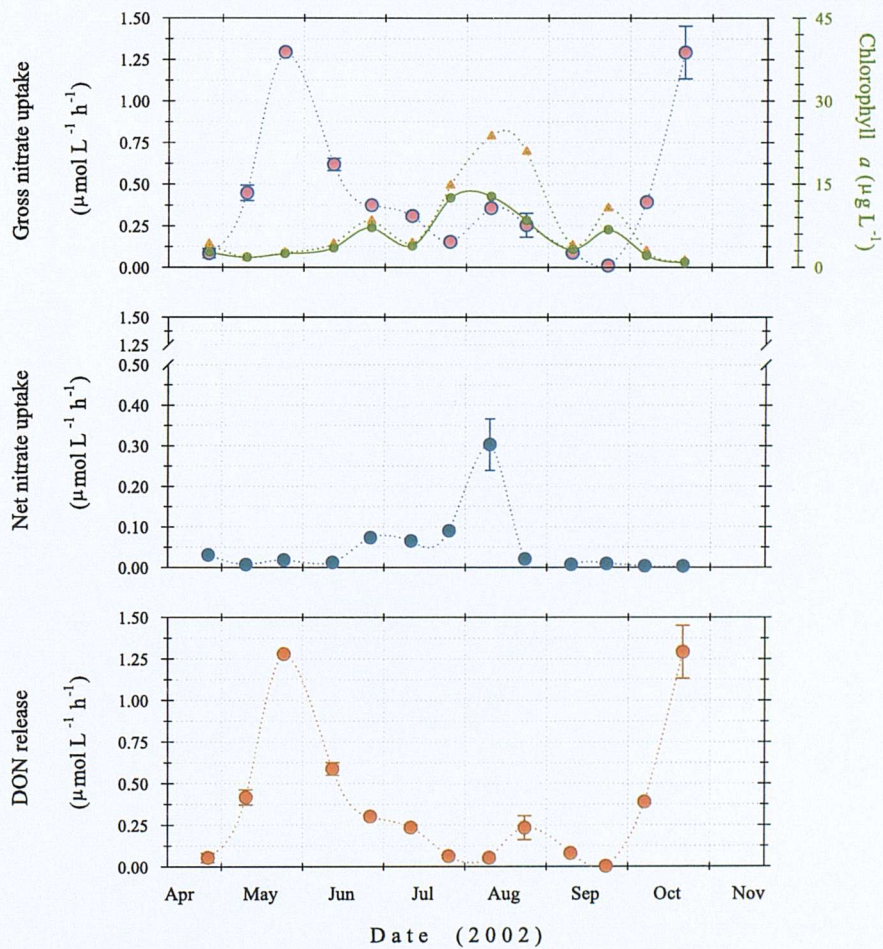 Gross nitrate uptake
(μmol L⁻¹ h⁻¹)
1.50
1.25
1.00
0.75
0.50
0.25
0.00
45
30
15
0
Chlorophyll a (μg L⁻¹)
Net nitrate uptake
(μmol L⁻¹ h⁻¹)
1.50
1.25
0.50
0.40
0.30
0.20
0.10
0.00
DON release
(μmol L⁻¹ h⁻¹)
1.50
1.25
1.00
0.75
0.50
0.25
0.00
Apr May Jun Jul Aug Sep Oct Nov
Date (2002)